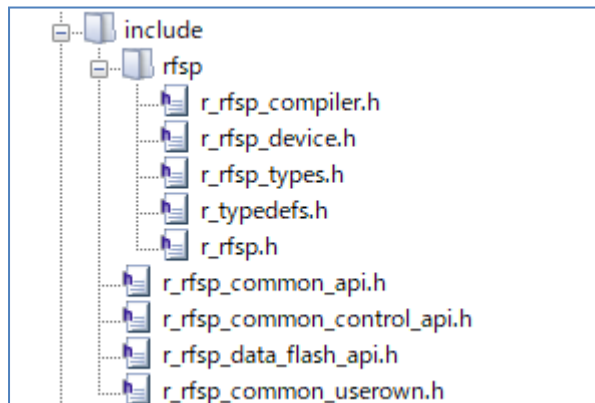 include
rfsp
r_rfsp_compiler.h
r_rfsp_device.h
r_rfsp_types.h
r_typedefs.h
r_rfsp.h
r_rfsp_common_api.h
r_rfsp_common_control_api.h
r_rfsp_data_flash_api.h
r_rfsp_common_userown.h